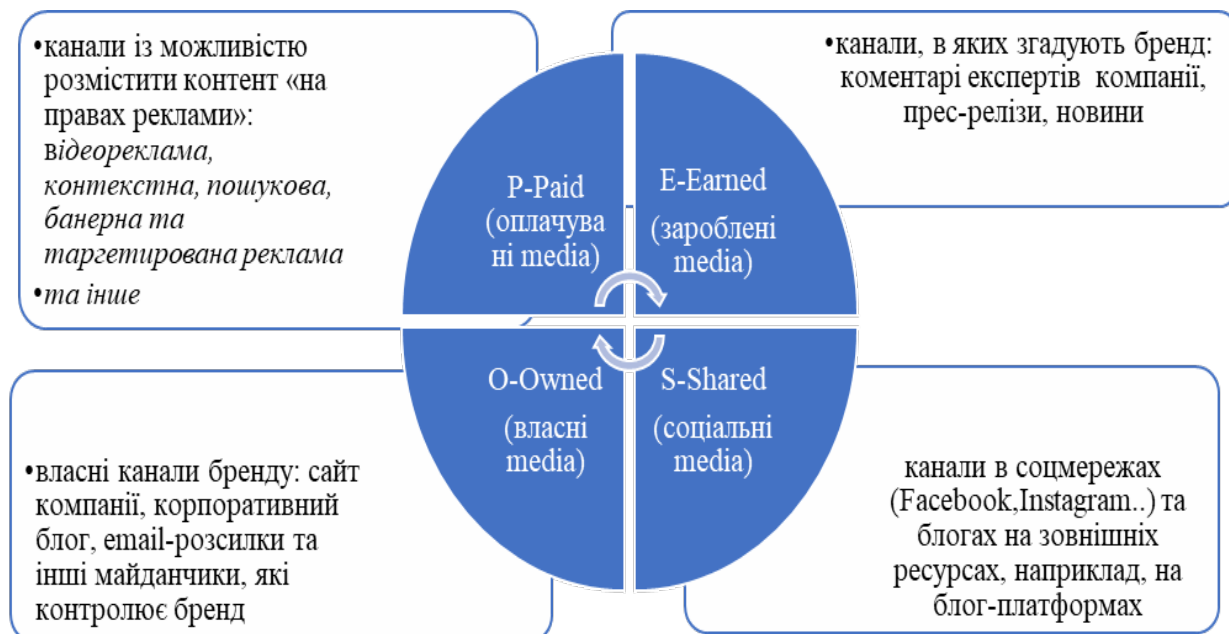 •канали із можливістю
розмістити контент «на
правах реклами»:
відеореклама,
контекстна, пошукова,
банерна та
таргетирована реклама
•та інше
•канали, в яких згадують бренд:
коментарі експертів компанії,
прес-релізи, новини
P-Paid
(оплачува
ні media)
E-Earned
(зароблені
media)
O-Owned
(власні
media)
S-Shared
(соціальні
media)
•власні канали бренду: сайт
компанії, корпоративний
блог, email-розсилки та
інші майданчики, які
контролює бренд
канали в соцмережах
(Facebook,Instagram..) та
блогах на зовнішніх
ресурсах, наприклад, на
блог-платформах